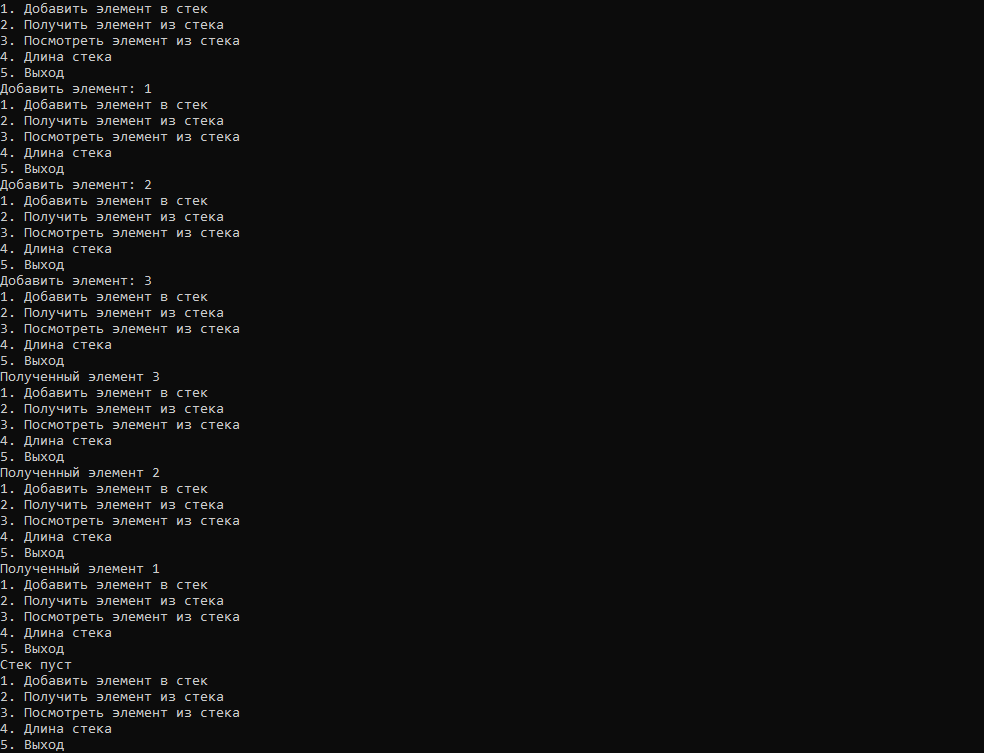 1. Добавить элемент в стек
2. Получить элемент из стека
3. Посмотреть элемент из стека
4. Длина стека
5. Выход
Добавить элемент: 1
1. Добавить элемент в стек
2. Получить элемент из стека
3. Посмотреть элемент из стека
4. Длина стека
5. Выход
Добавить элемент: 2
1. Добавить элемент в стек
2. Получить элемент из стека
3. Посмотреть элемент из стека
4. Длина стека
5. Выход
Добавить элемент: 3
1. Добавить элемент в стек
2. Получить элемент из стека
3. Посмотреть элемент из стека
4. Длина стека
5. Выход
Полученный элемент 3
1. Добавить элемент в стек
2. Получить элемент из стека
3. Посмотреть элемент из стека
4. Длина стека
5. Выход
Полученный элемент 2
1. Добавить элемент в стек
2. Получить элемент из стека
3. Посмотреть элемент из стека
4. Длина стека
5. Выход
Полученный элемент 1
1. Добавить элемент в стек
2. Получить элемент из стека
3. Посмотреть элемент из стека
4. Длина стека
5. Выход
Стек пуст
1. Добавить элемент в стек
2. Получить элемент из стека
3. Посмотреть элемент из стека
4. Длина стека
5. Выход